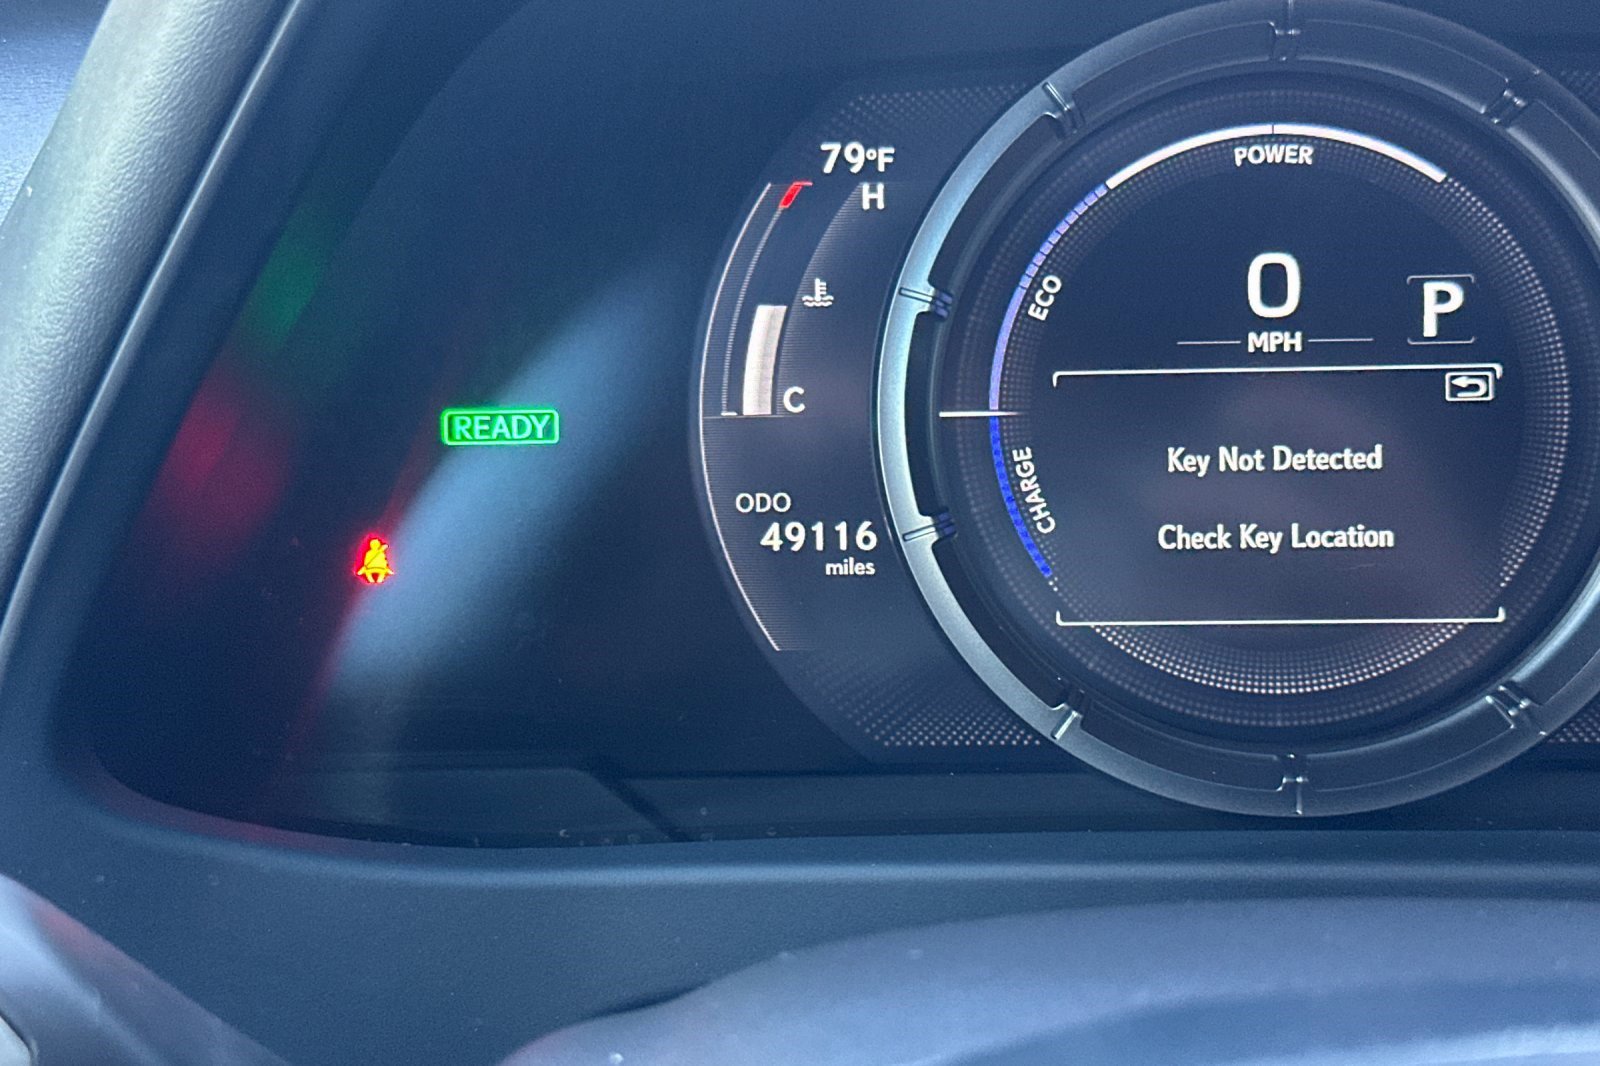 79°F
H
C
READY
ODO
49116
miles
POWER
ECO
CHARGE
0
MPH
P
Key Not Detected
Check Key Location